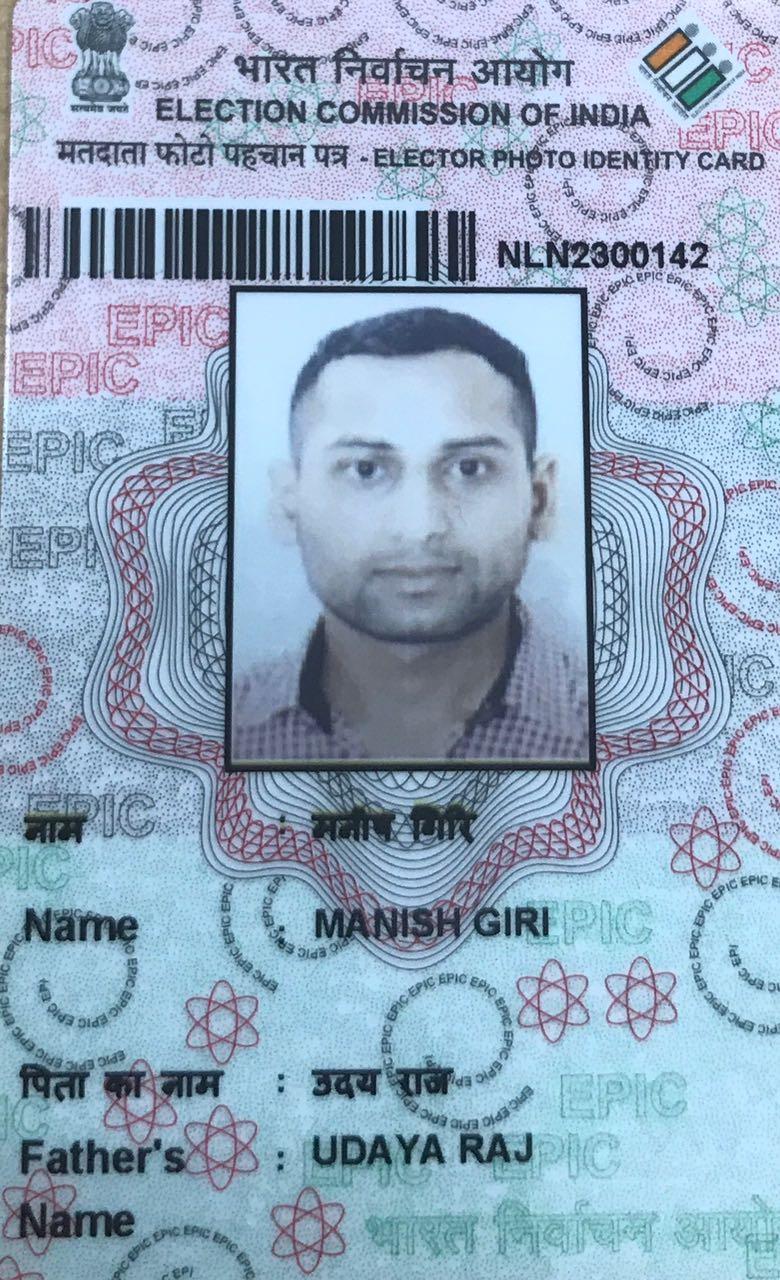 सत्यमेव जयते
भारत निर्वाचन आयोग
ELECTION COMMISSION OF INDIA
मतदाता फोटो पहचान पत्र - ELECTOR PHOTO IDENTITY CARD
NLN2300142
नाम : मनीष गिरि
Name : MANISH GIRI
पिता का नाम : उदय राज
Father's : UDAYA RAJ
Name
भारत निर्वाचन आयो
EPIC